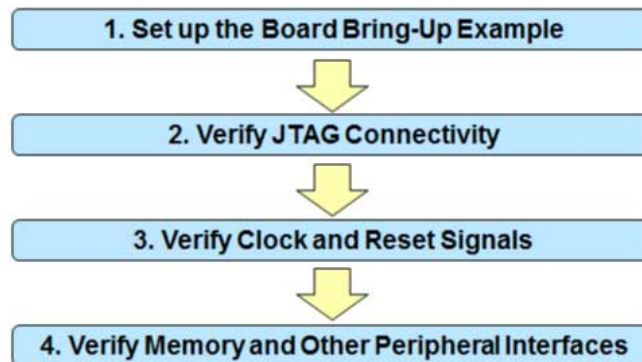 1. Set up the Board Bring-Up Example
2. Verify JTAG Connectivity
3. Verify Clock and Reset Signals
4. Verify Memory and Other Peripheral Interfaces